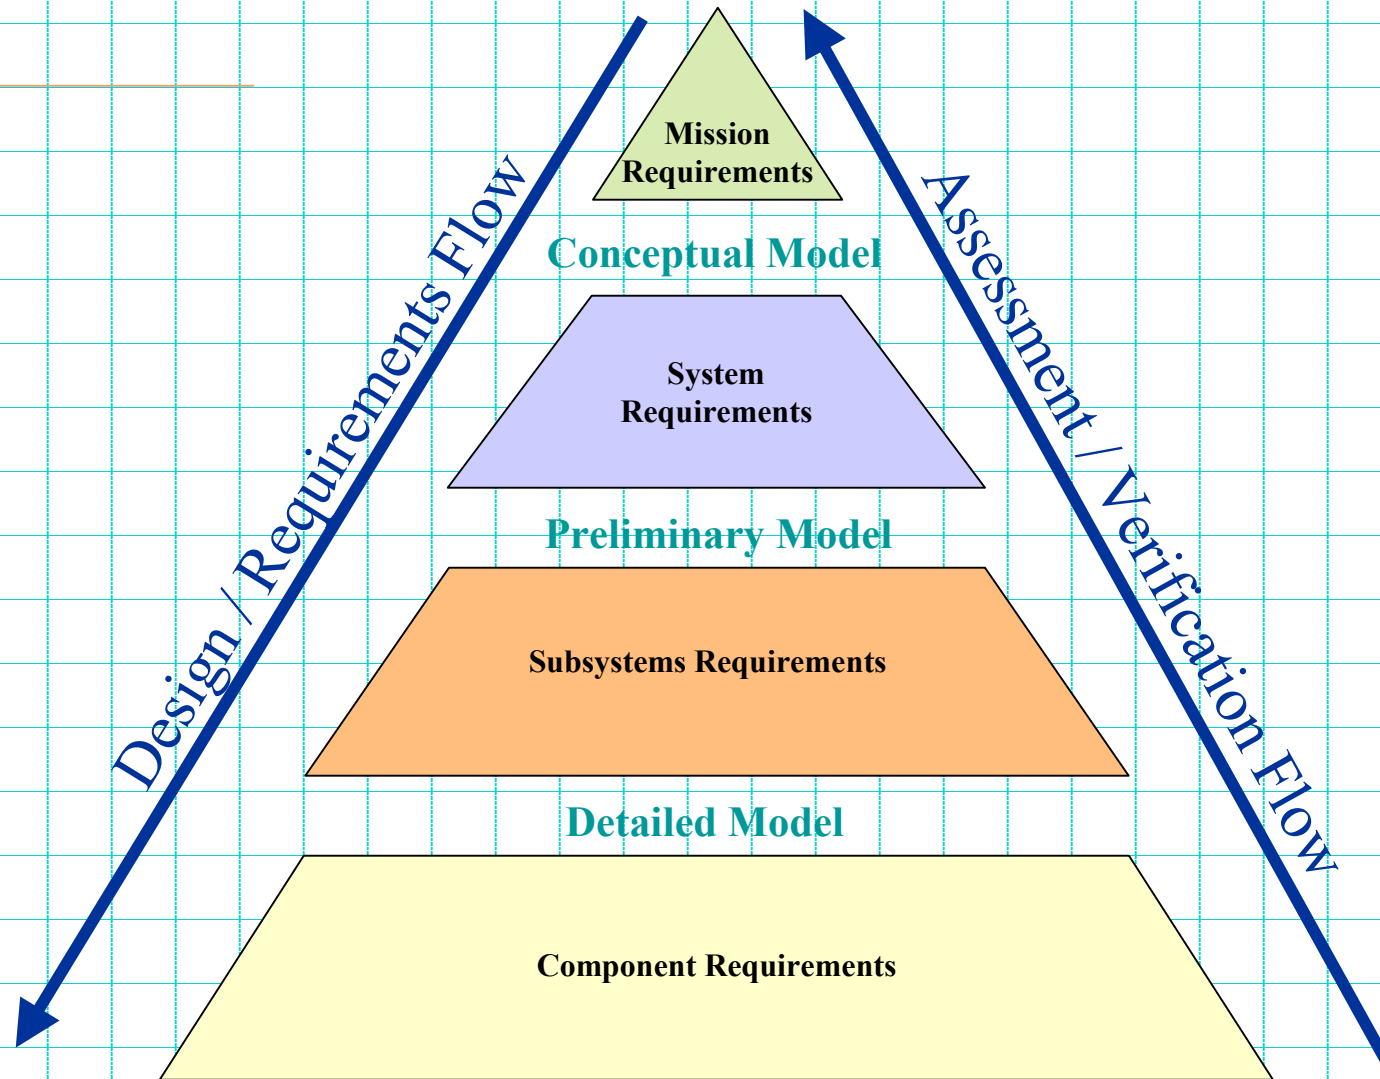 Mission
Requirements
Conceptual Model
System
Requirements
Preliminary Model
Subsystems Requirements
Detailed Model
Component Requirements
Design / Requirements Flow
Assessment / Verification Flow